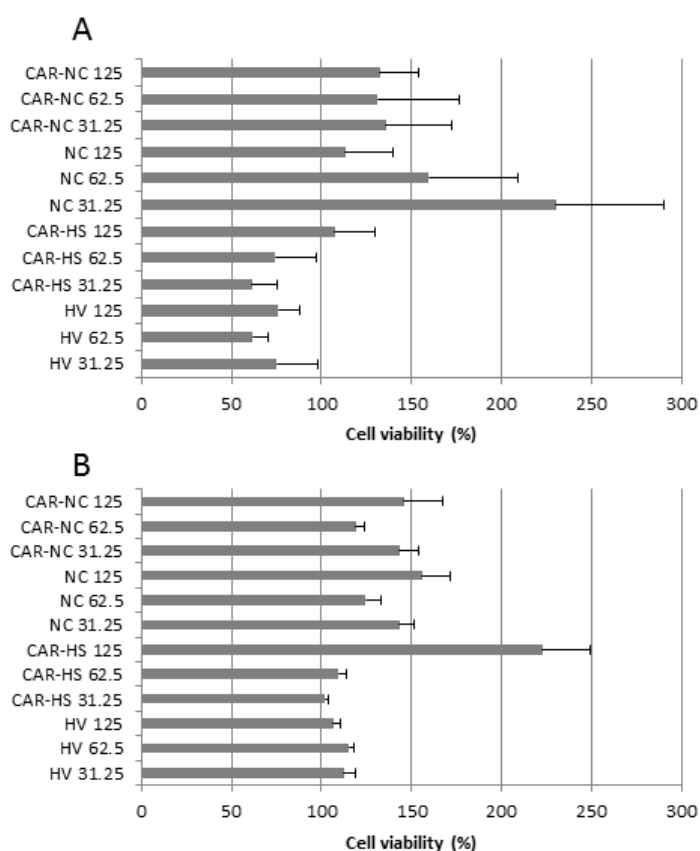 A
CAR-NC 125
CAR-NC 62.5
CAR-NC 31.25
NC 125
NC 62.5
NC 31.25
CAR-HS 125
CAR-HS 62.5
CAR-HS 31.25
HV 125
HV 62.5
HV 31.25
0 50 100 150 200 250 300
Cell viability (%)
B
CAR-NC 125
CAR-NC 62.5
CAR-NC 31.25
NC 125
NC 62.5
NC 31.25
CAR-HS 125
CAR-HS 62.5
CAR-HS 31.25
HV 125
HV 62.5
HV 31.25
0 50 100 150 200 250 300
Cell viability (%)